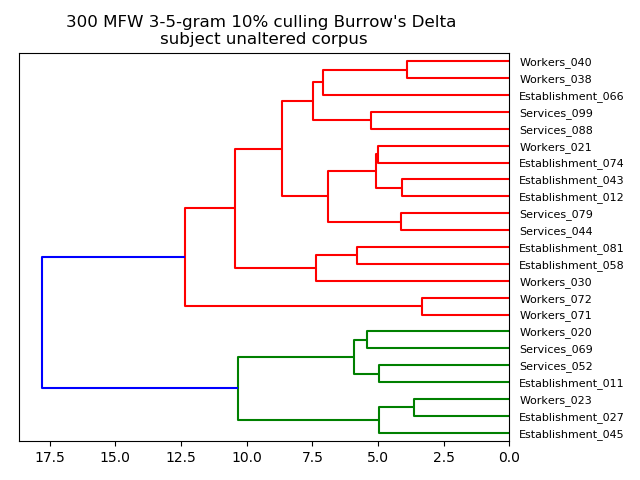 300 MFW 3-5-gram 10% culling Burrow's Delta
subject unaltered corpus
Workers_040
Workers_038
Establishment_066
Services_099
Services_088
Workers_021
Establishment_074
Establishment_043
Establishment_012
Services_079
Services_044
Establishment_081
Establishment_058
Workers_030
Workers_072
Workers_071
Workers_020
Services_069
Services_052
Establishment_011
Workers_023
Establishment_027
Establishment_045
17.5 15.0 12.5 10.0 7.5 5.0 2.5 0.0